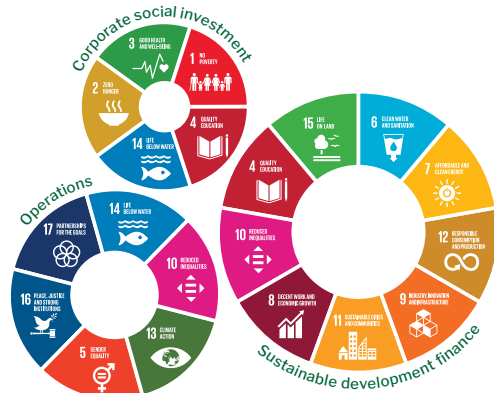 Corporate social investment
3 GOOD HEALTH
AND WELL-BEING
1 NO
POVERTY
2 ZERO
HUNGER
4 QUALITY
EDUCATION
14 LIFE
BELOW WATER
Operations
17 PARTNERSHIPS
FOR THE GOALS
14 LIFE
BELOW WATER
10 REDUCED
INEQUALITIES
16 PEACE, JUSTICE
AND STRONG
INSTITUTIONS
13 CLIMATE
ACTION
5 GENDER
EQUALITY
15 LIFE
ON LAND
6 CLEAN WATER
AND SANITATION
4 QUALITY
EDUCATION
7 AFFORDABLE AND
CLEAN ENERGY
10 REDUCED
INEQUALITIES
12 RESPONSIBLE
CONSUMPTION
AND PRODUCTION
8 DECENT WORK AND
ECONOMIC GROWTH
9 INDUSTRY, INNOVATION
AND INFRASTRUCTURE
11 SUSTAINABLE CITIES
AND COMMUNITIES
Sustainable development finance